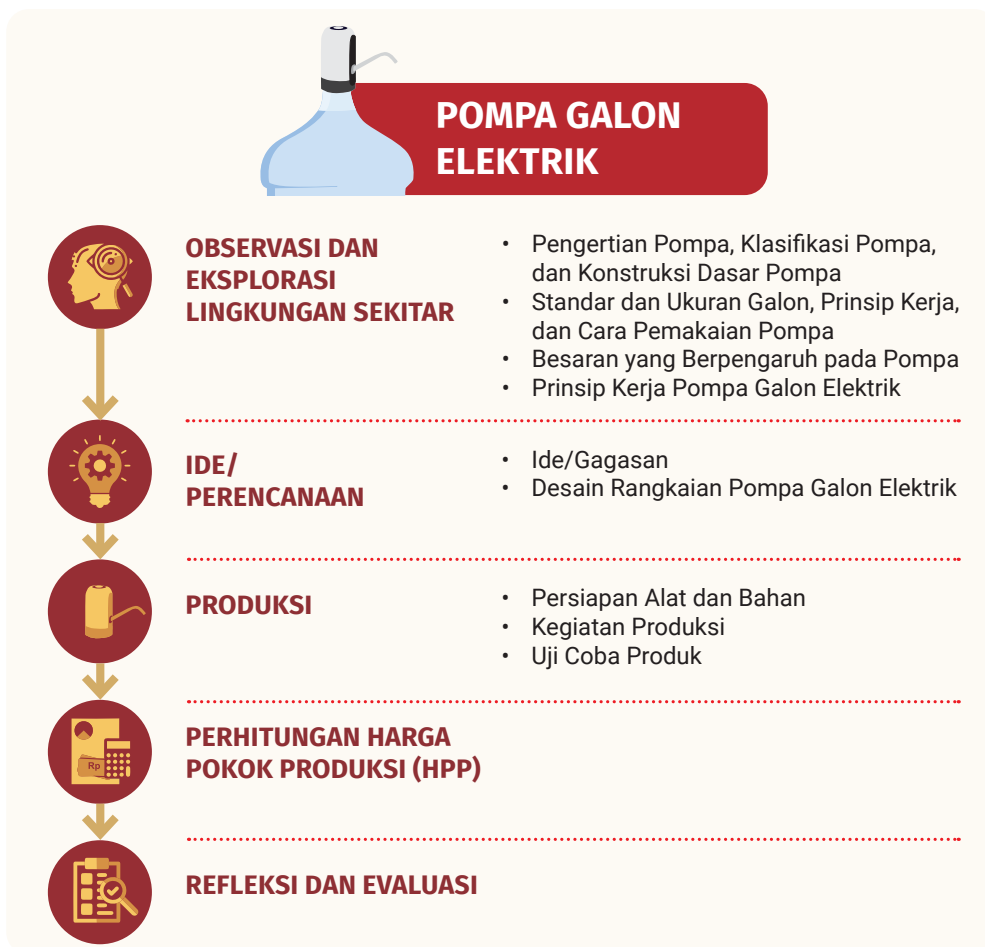 POMPA GALON
ELEKTRIK
OBSERVASI DAN
EKSPLORASI
LINGKUNGAN SEKITAR
• Pengertian Pompa, Klasifikasi Pompa,
dan Konstruksi Dasar Pompa
• Standar dan Ukuran Galon, Prinsip Kerja,
dan Cara Pemakaian Pompa
• Besaran yang Berpengaruh pada Pompa
• Prinsip Kerja Pompa Galon Elektrik
IDE/
PERENCANAAN
• Ide/Gagasan
• Desain Rangkaian Pompa Galon Elektrik
PRODUKSI
• Persiapan Alat dan Bahan
• Kegiatan Produksi
• Uji Coba Produk
Rp
PERHITUNGAN HARGA
POKOK PRODUKSI (HPP)
REFLEKSI DAN EVALUASI